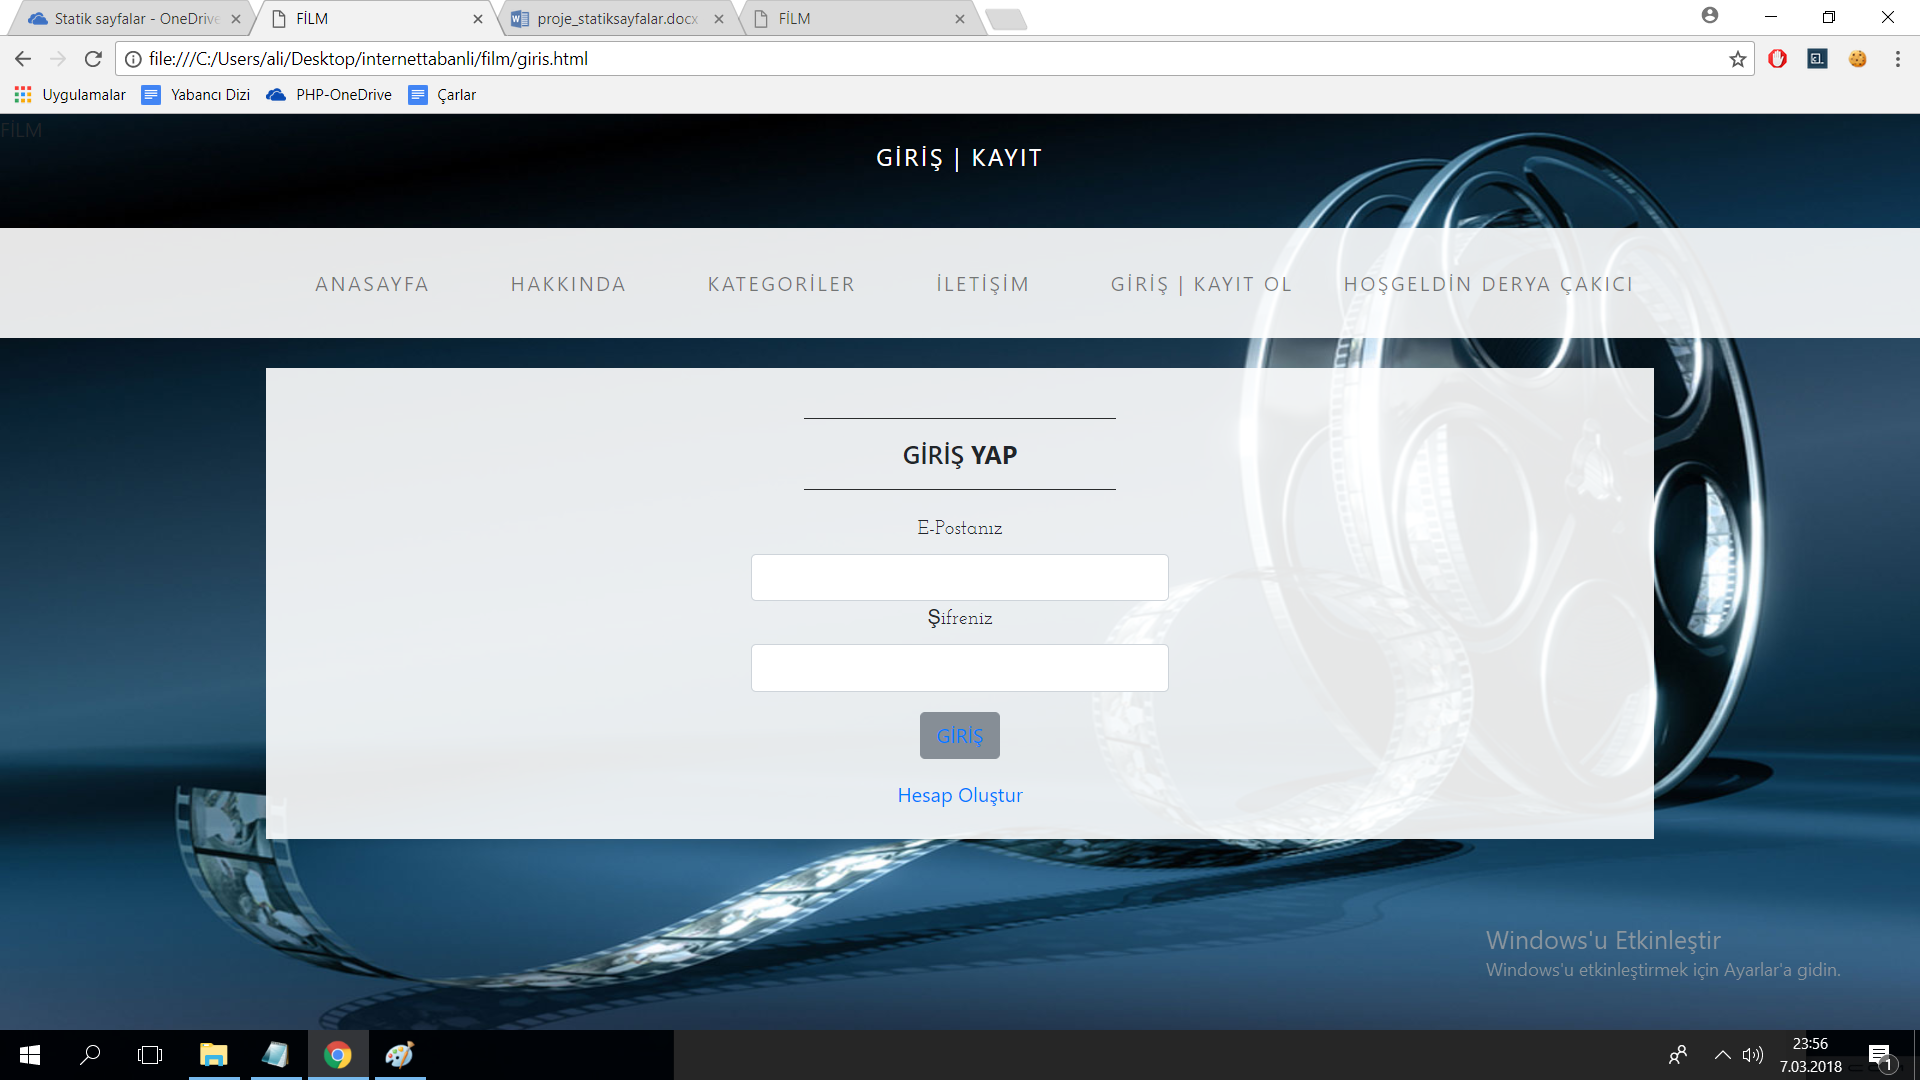 Statik sayfalar - OneDrive
FİLM
proje_statiksayfalar.docx
FİLM
file:///C:/Users/ali/Desktop/internettabanli/film/giris.html
Uygulamalar
Yabancı Dizi
PHP-OneDrive
Çarlar
FİLM
GİRİŞ | KAYIT
ANASAYFA
HAKKINDA
KATEGORİLER
İLETİŞİM
GİRİŞ | KAYIT OL
HOŞGELDİN DERYA ÇAKICI
GİRİŞ YAP
E-Postanız
Şifreniz
GİRİŞ
Hesap Oluştur
Windows'u Etkinleştir
Windows'u etkinleştirmek için Ayarlar'a gidin.
23:56
7.03.2018
1